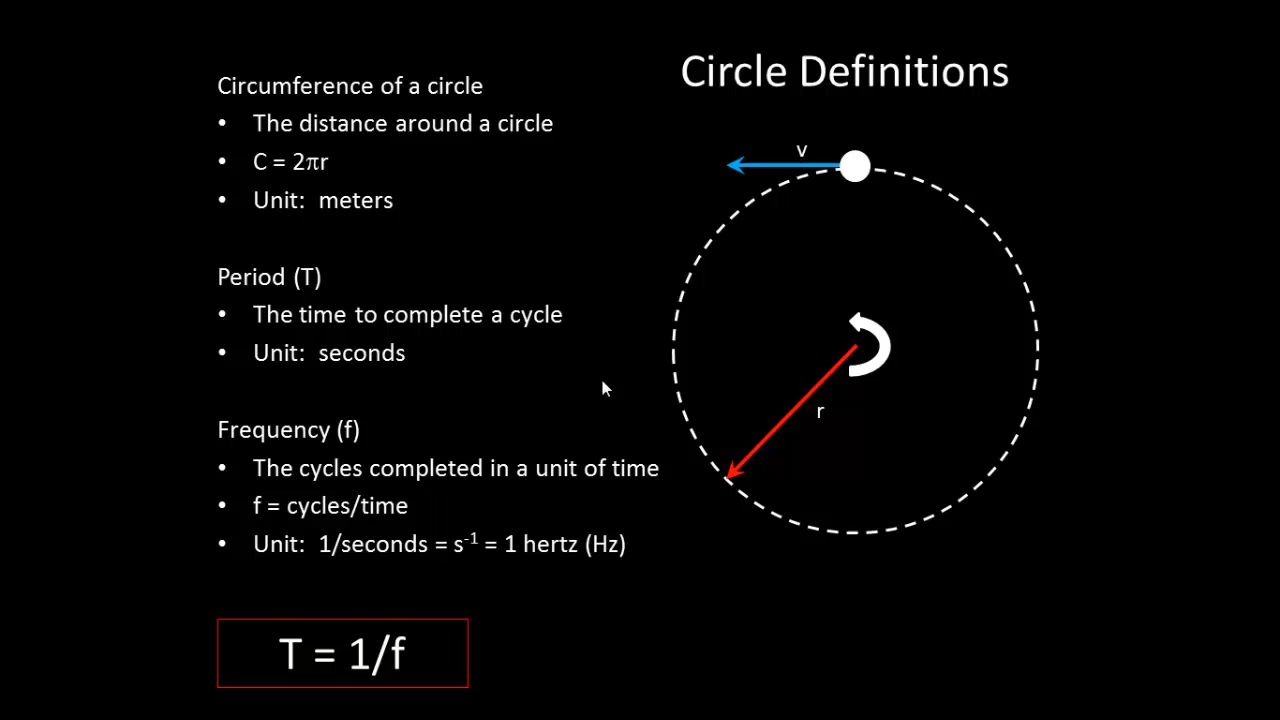 Circle Definitions
Circumference of a circle
• The distance around a circle
• C = 2πr
• Unit: meters
Period (T)
• The time to complete a cycle
• Unit: seconds
Frequency (f)
• The cycles completed in a unit of time
• f = cycles/time
• Unit: 1/seconds = s⁻¹ = 1 hertz (Hz)
T = 1/f
v
r